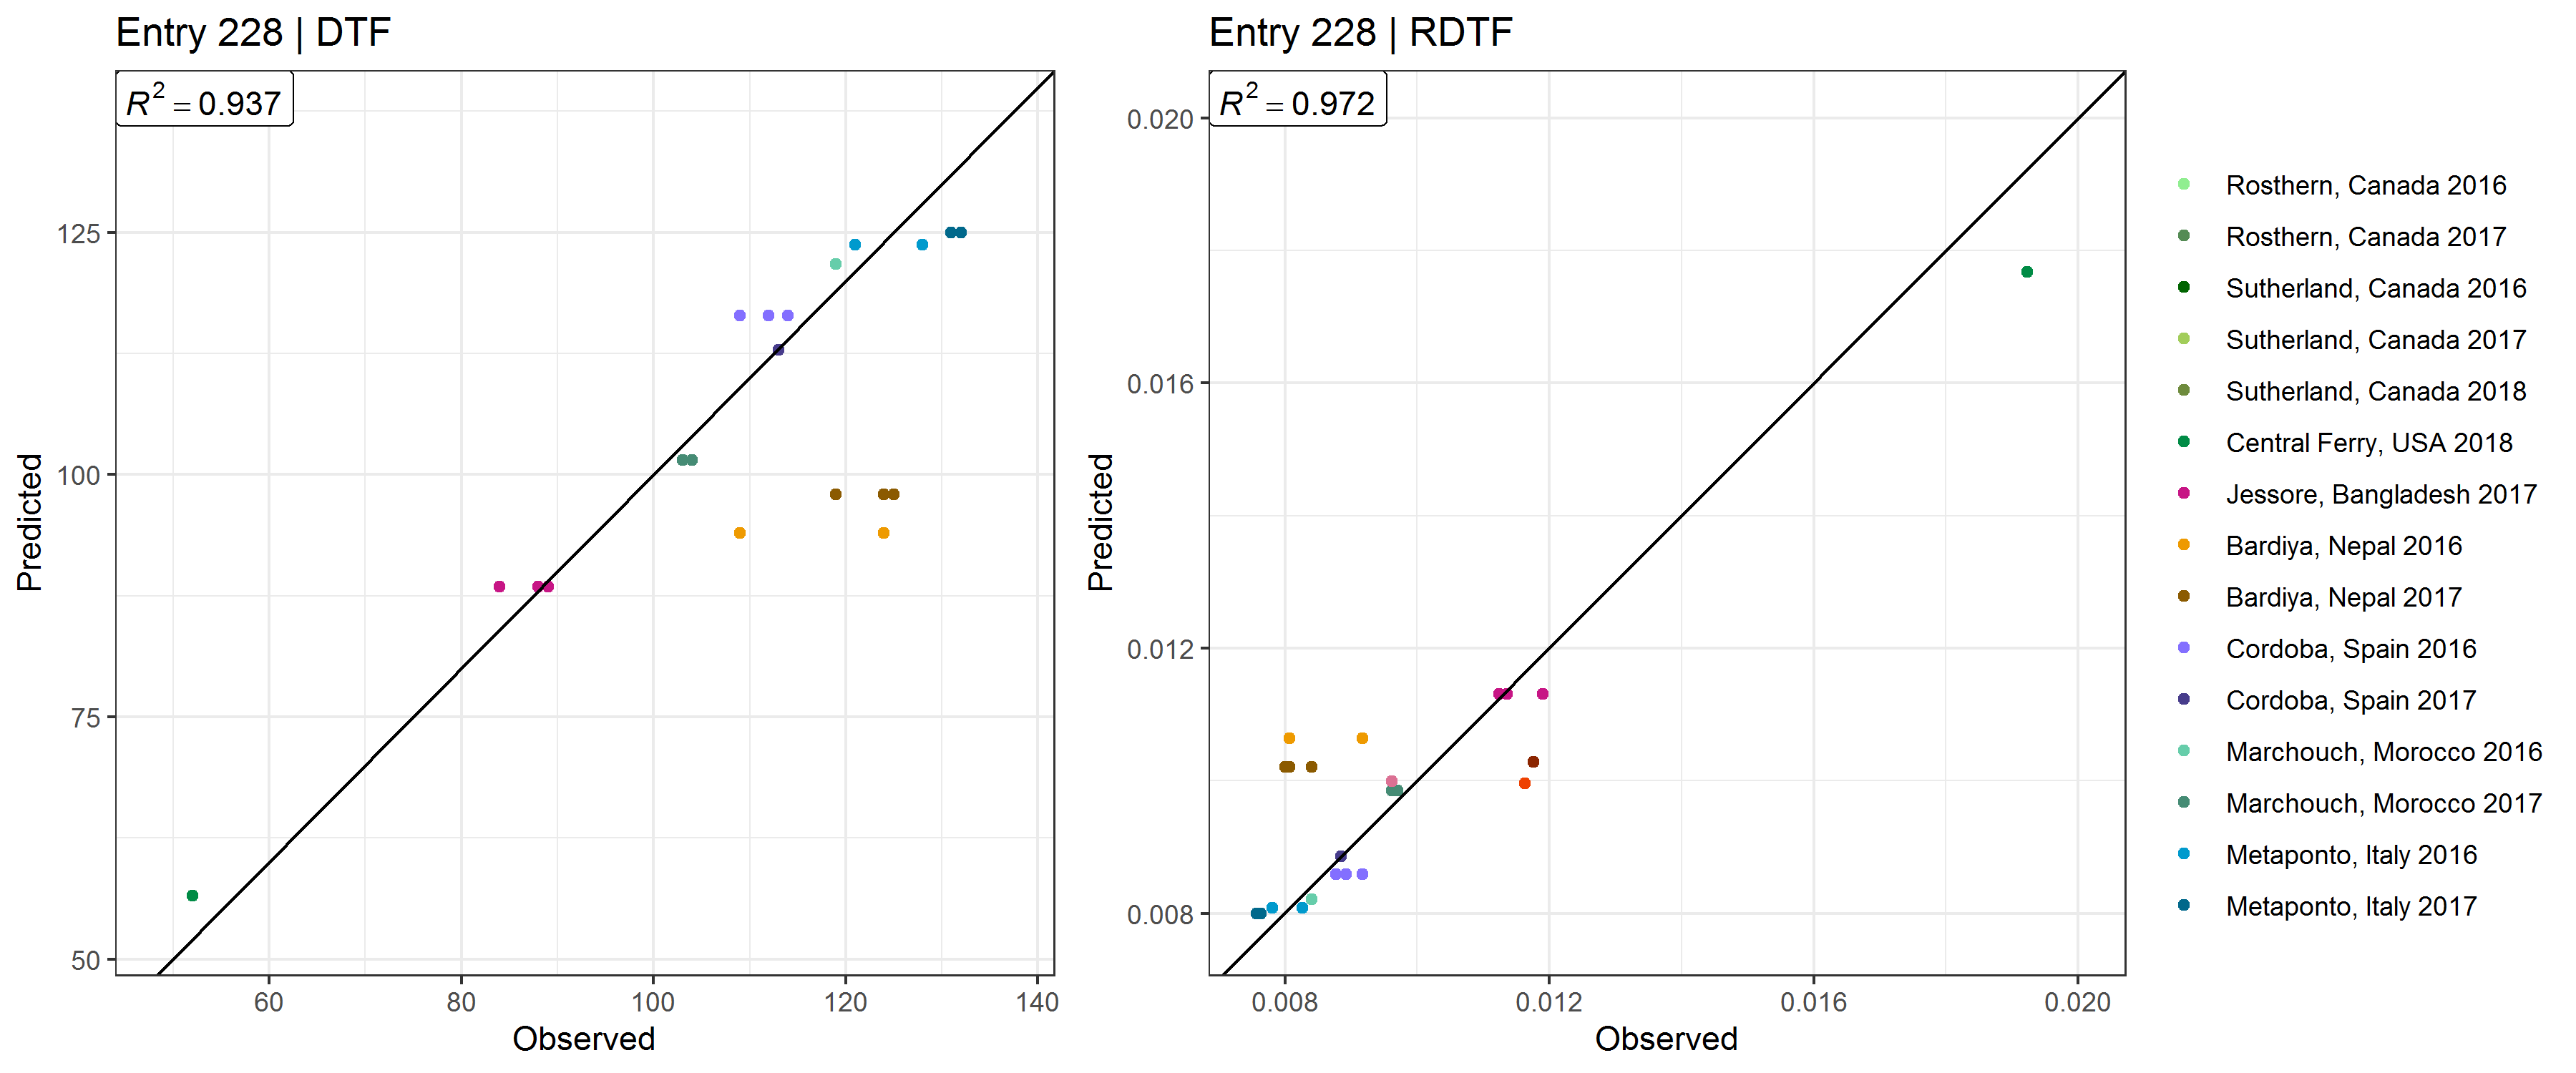 Entry 228 | DTF
R² = 0.937
125
100
75
50
Predicted
60 80 100 120 140
Observed
Entry 228 | RDTF
R² = 0.972
0.020
0.016
0.012
0.008
Predicted
0.008 0.012 0.016 0.020
Observed
Rosthern, Canada 2016
Rosthern, Canada 2017
Sutherland, Canada 2016
Sutherland, Canada 2017
Sutherland, Canada 2018
Central Ferry, USA 2018
Jessore, Bangladesh 2017
Bardiya, Nepal 2016
Bardiya, Nepal 2017
Cordoba, Spain 2016
Cordoba, Spain 2017
Marchouch, Morocco 2016
Marchouch, Morocco 2017
Metaponto, Italy 2016
Metaponto, Italy 2017